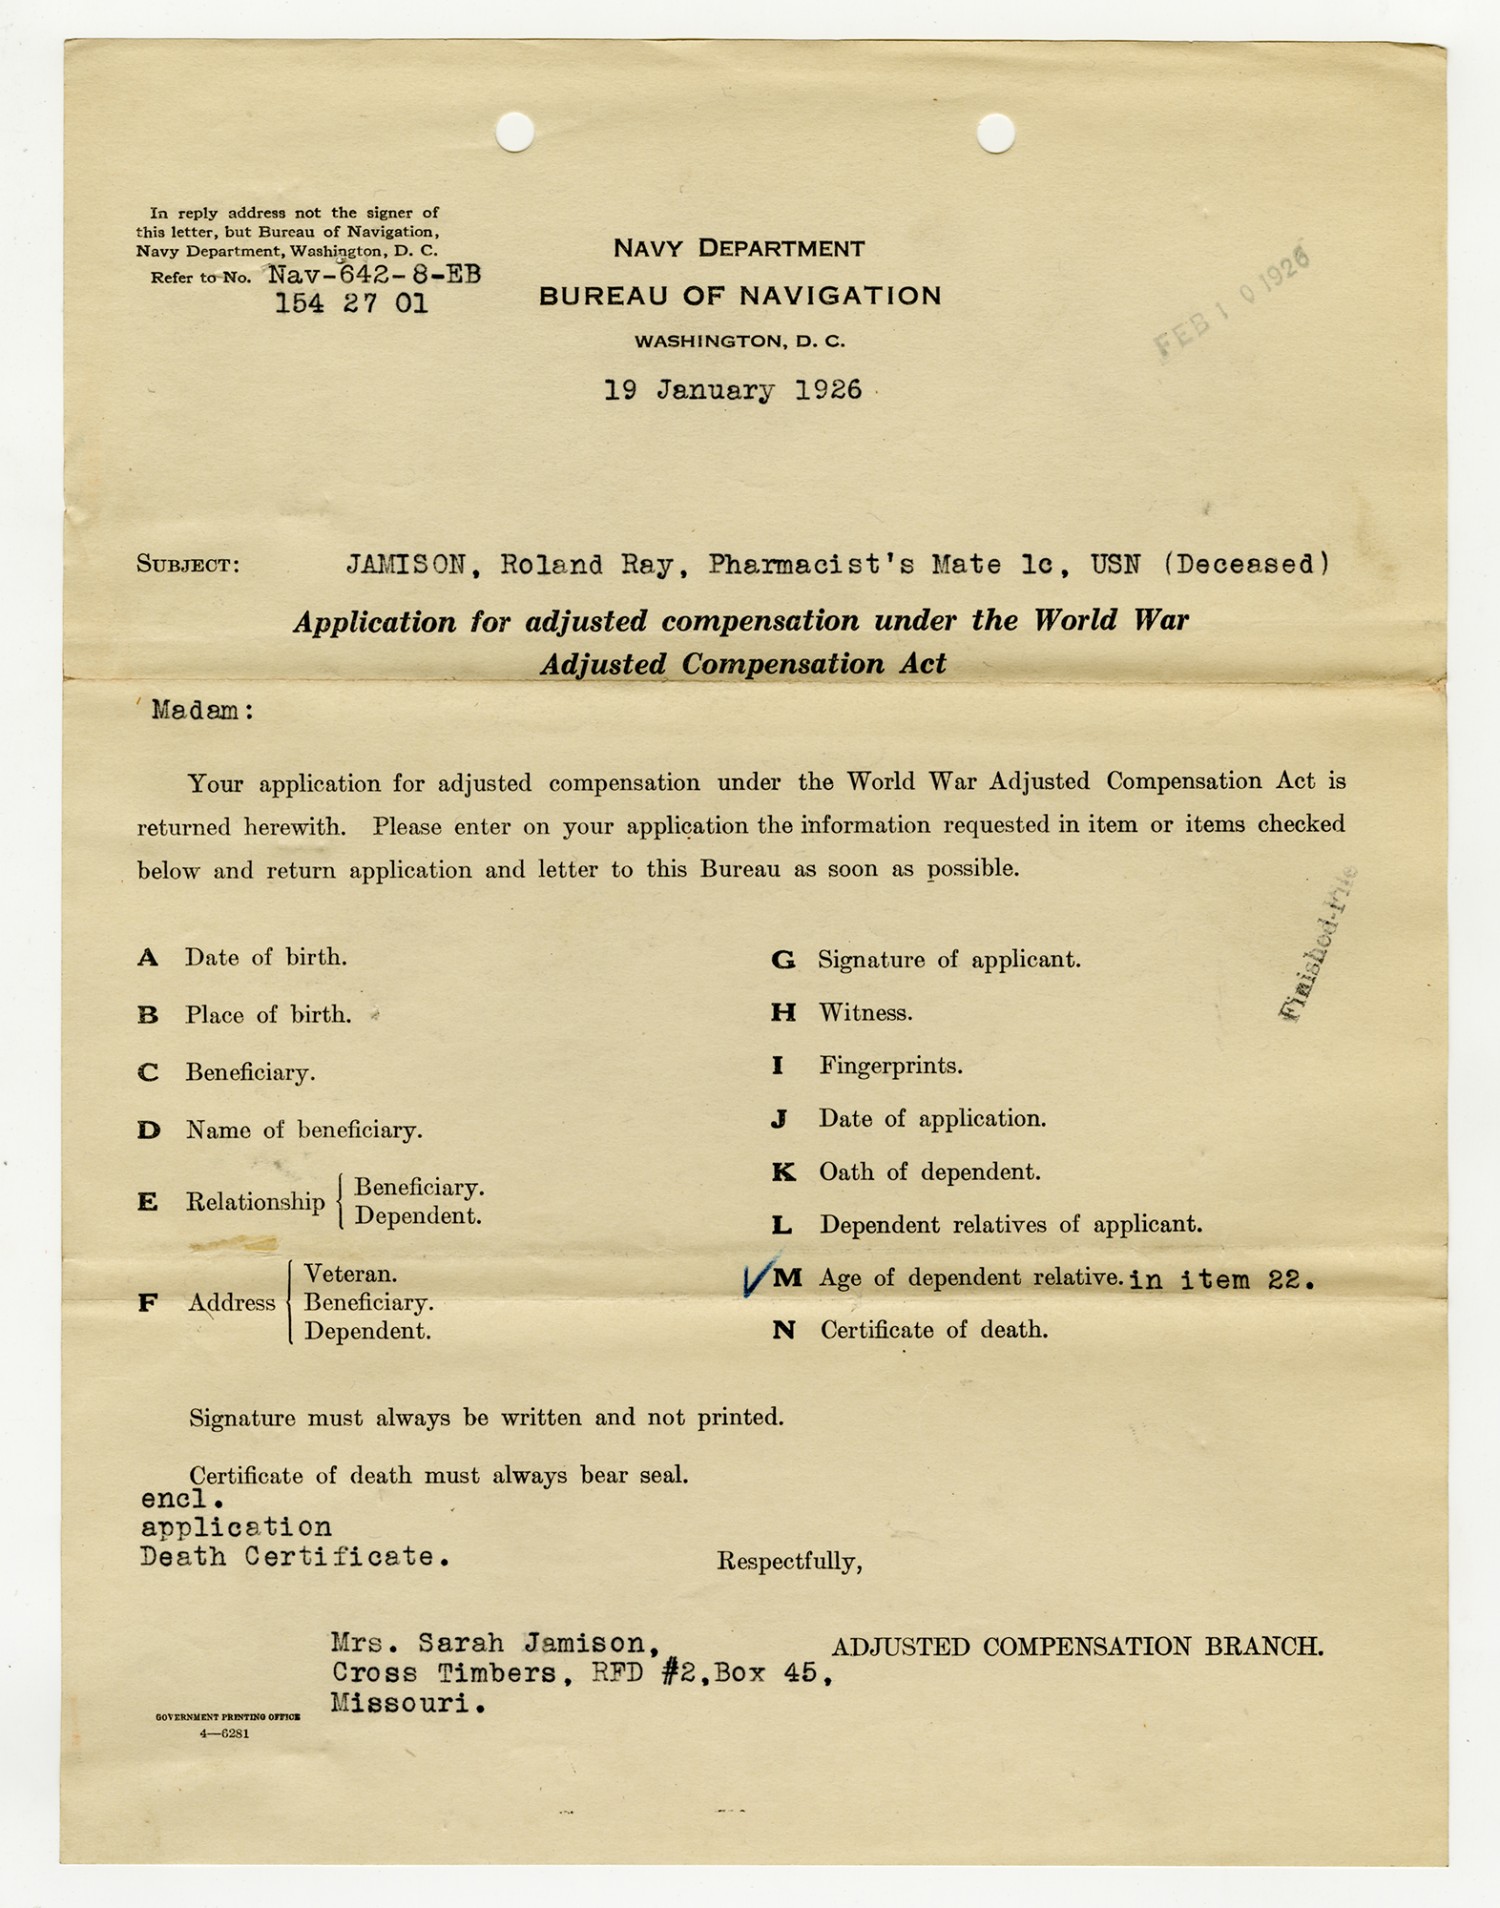 In reply address not the signer of
this letter, but Bureau of Navigation,
Navy Department, Washington, D. C.
Refer to No. Nav-642-8-EB
154 27 01
NAVY DEPARTMENT
BUREAU OF NAVIGATION
WASHINGTON, D. C.
19 January 1926
FEB 10 1926
SUBJECT: JAMISON, Roland Ray, Pharmacist's Mate 1c, USN (Deceased)
Application for adjusted compensation under the World War
Adjusted Compensation Act
Madam:
Your application for adjusted compensation under the World War Adjusted Compensation Act is
returned herewith. Please enter on your application the information requested in item or items checked
below and return application and letter to this Bureau as soon as possible.
Finished-File
A Date of birth.
B Place of birth.
C Beneficiary.
D Name of beneficiary.
E Relationship { Beneficiary.
Dependent.
F Address { Veteran.
Beneficiary.
Dependent.
G Signature of applicant.
H Witness.
I Fingerprints.
J Date of application.
K Oath of dependent.
L Dependent relatives of applicant.
✓ M Age of dependent relative. in item 22.
N Certificate of death.
Signature must always be written and not printed.
Certificate of death must always bear seal.
encl.
application
Death Certificate.
Respectfully,
ADJUSTED COMPENSATION BRANCH.
Mrs. Sarah Jamison,
Cross Timbers, RFD #2,Box 45,
Missouri.
GOVERNMENT PRINTING OFFICE
4—6281